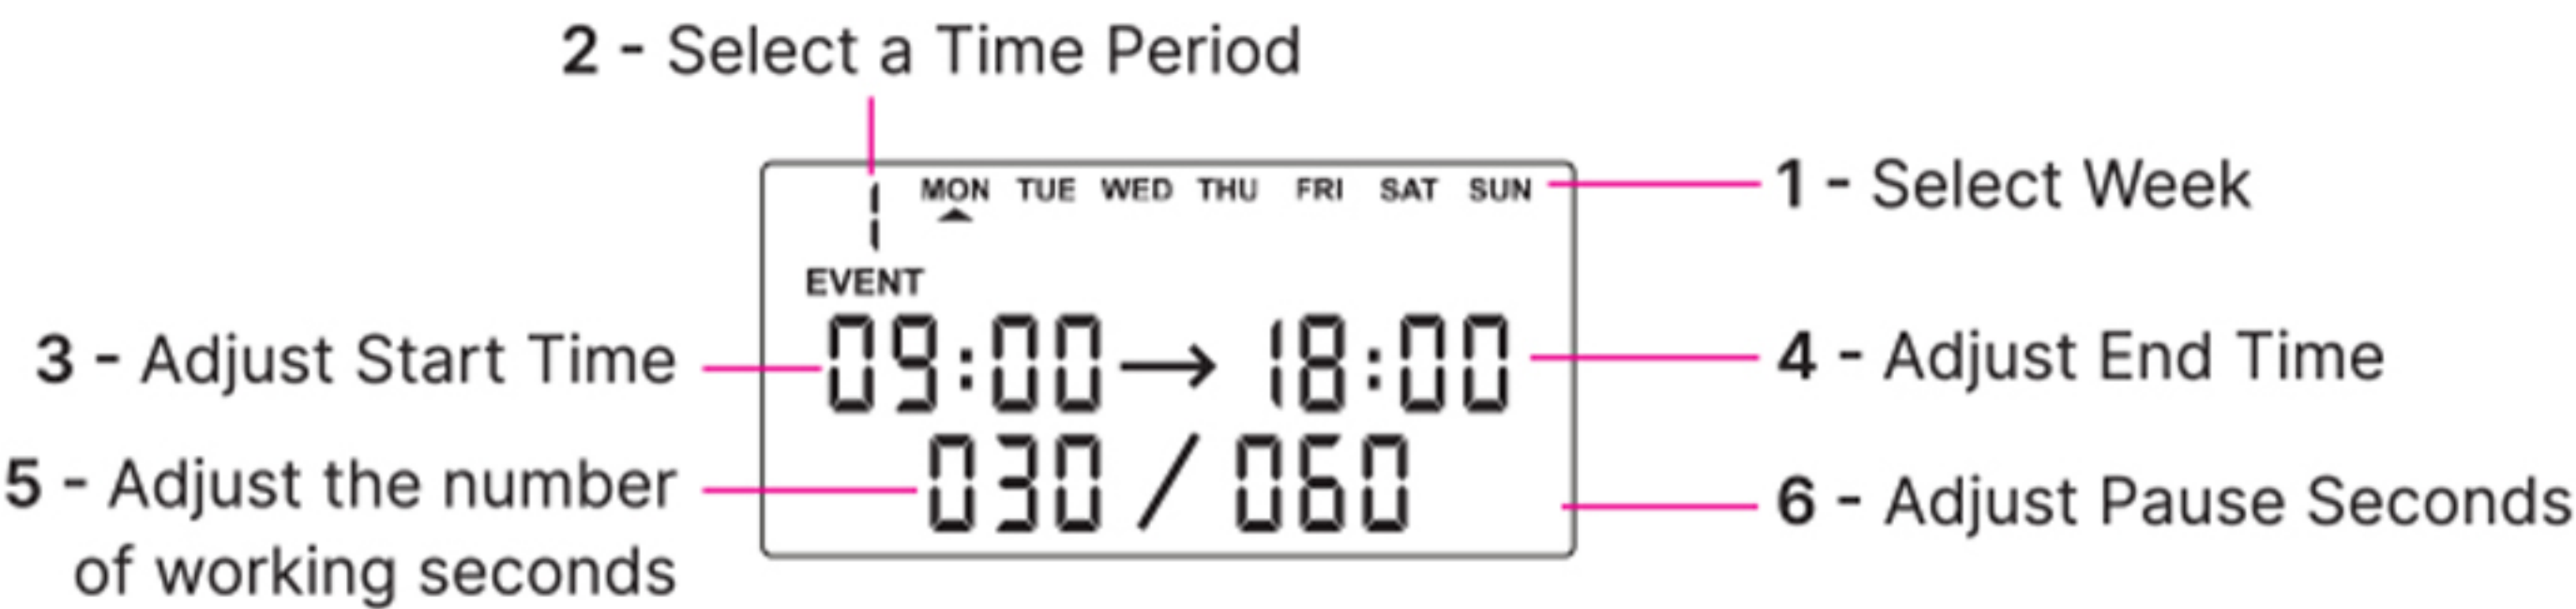 2 - Select a Time Period
MON TUE WED THU FRI SAT SUN
1 - Select Week
1
EVENT
3 - Adjust Start Time
09:00→18:00
4 - Adjust End Time
5 - Adjust the number
of working seconds
030/060
6 - Adjust Pause Seconds